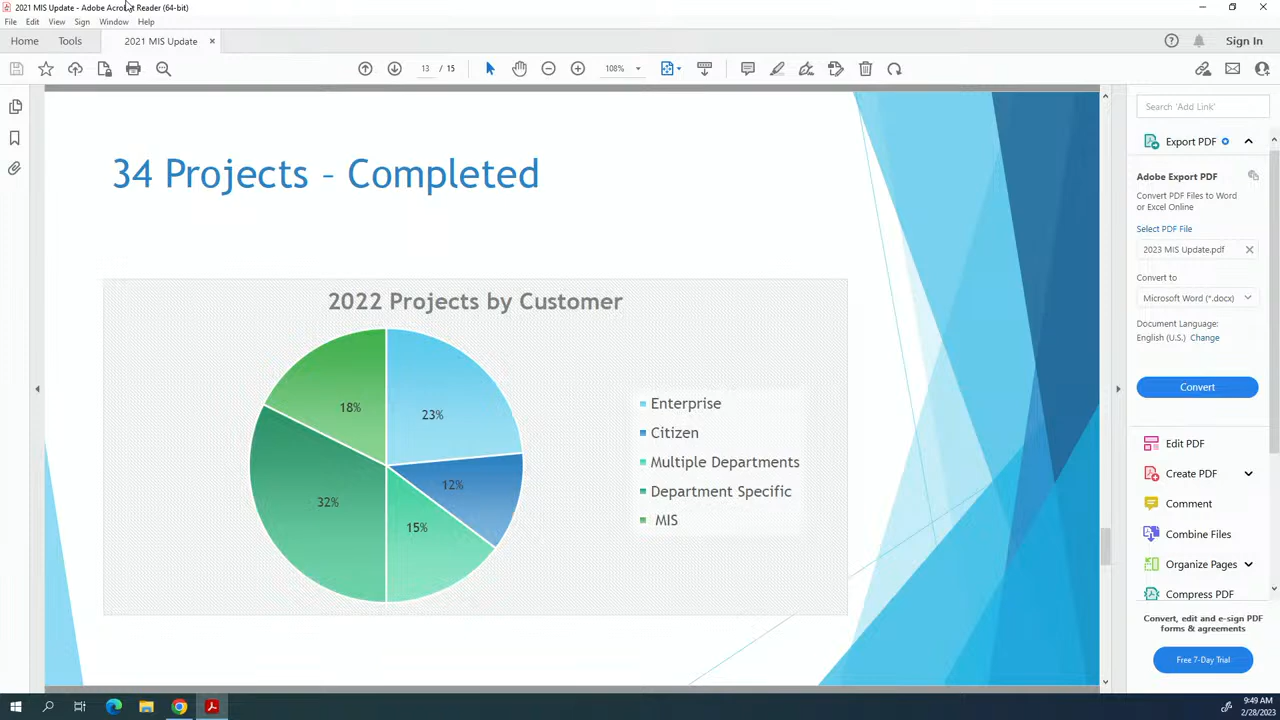 2021 MIS Update - Adobe Acrobat Reader (64-bit)
File Edit View Sign Window Help
Home Tools 2021 MIS Update × Sign In
13 / 15 108%
34 Projects – Completed
2022 Projects by Customer
18%
23%
32%
12%
15%
Enterprise
Citizen
Multiple Departments
Department Specific
MIS
Search 'Add Link'
Export PDF
Adobe Export PDF
Convert PDF Files to Word
or Excel Online
Select PDF File
2023 MIS Update.pdf
Convert to
Microsoft Word (*.docx)
Document Language:
English (U.S.) Change
Convert
Edit PDF
Create PDF
Comment
Combine Files
Organize Pages
Compress PDF
Convert, edit and e-sign PDF
forms & agreements
Free 7-Day Trial
9:49 AM
2/28/2023